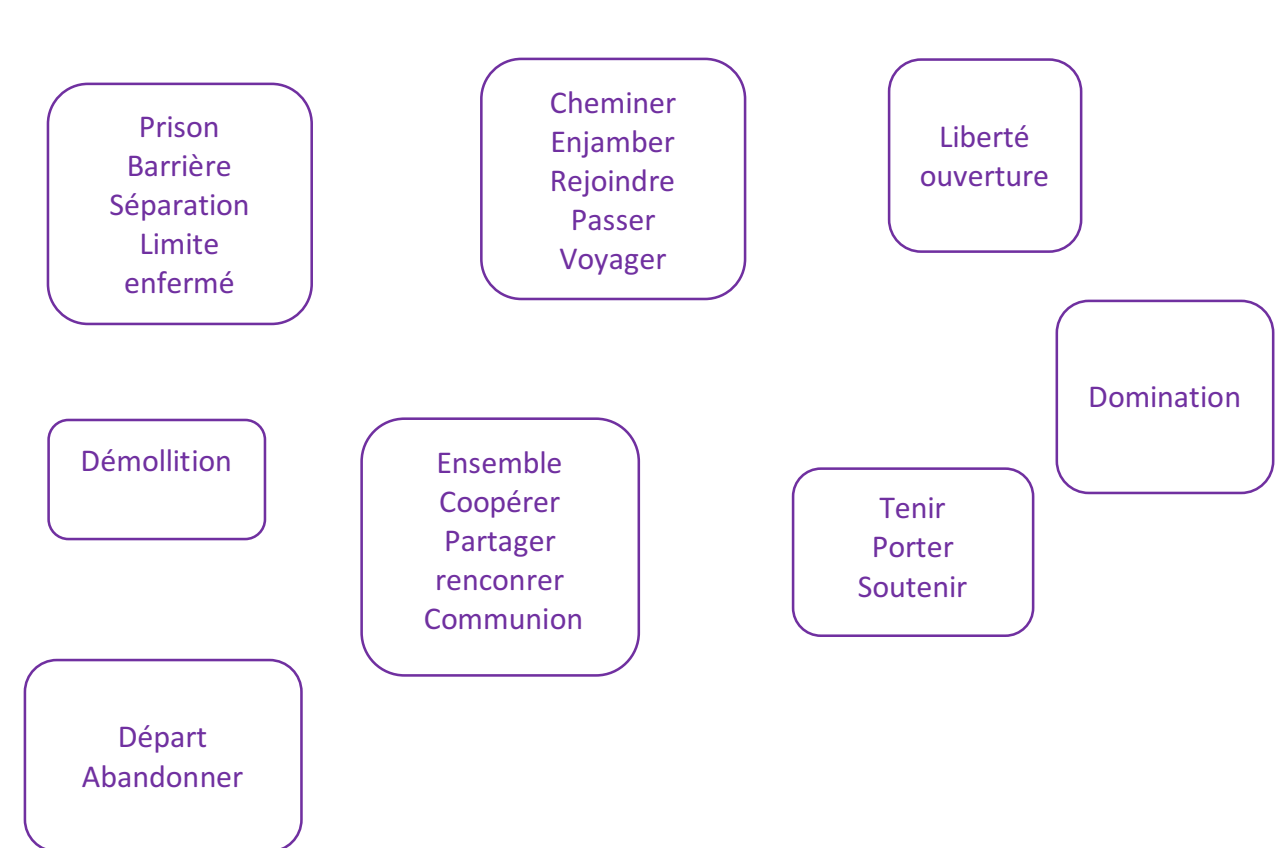 Prison
Barrière
Séparation
Limite
enfermé
Cheminer
Enjamber
Rejoindre
Passer
Voyager
Liberté
ouverture
Domination
Démollition
Ensemble
Coopérer
Partager
renconrer
Communion
Tenir
Porter
Soutenir
Départ
Abandonner